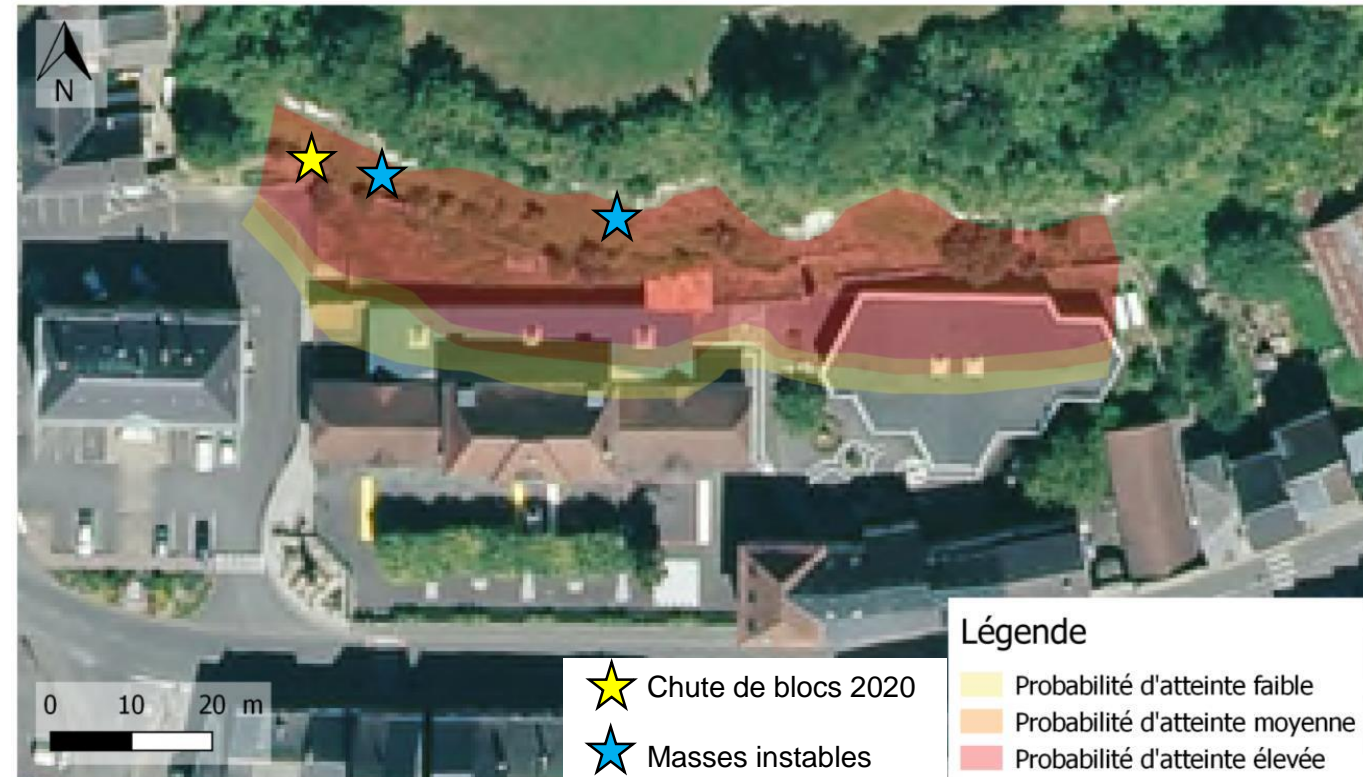 N
0 10 20 m
Chute de blocs 2020
Masses instables
Légende
Probabilité d'atteinte faible
Probabilité d'atteinte moyenne
Probabilité d'atteinte élevée